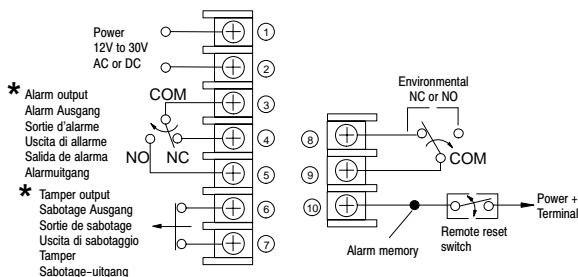 Power
12V to 30V
AC or DC
* Alarm output
Alarm Ausgang
Sortie d'alarme
Uscita di allarme
Salida de alarma
Alarmuitgang
COM
NO NC
* Tamper output
Sabotage Ausgang
Sortie de sabotage
Uscita di sabotaggio
Tamper
Sabotage-uitgang
1
2
3
4
5
6
7
Environmental
NC or NO
COM
8
9
10
Alarm memory
Remote reset
switch
Power +
Terminal